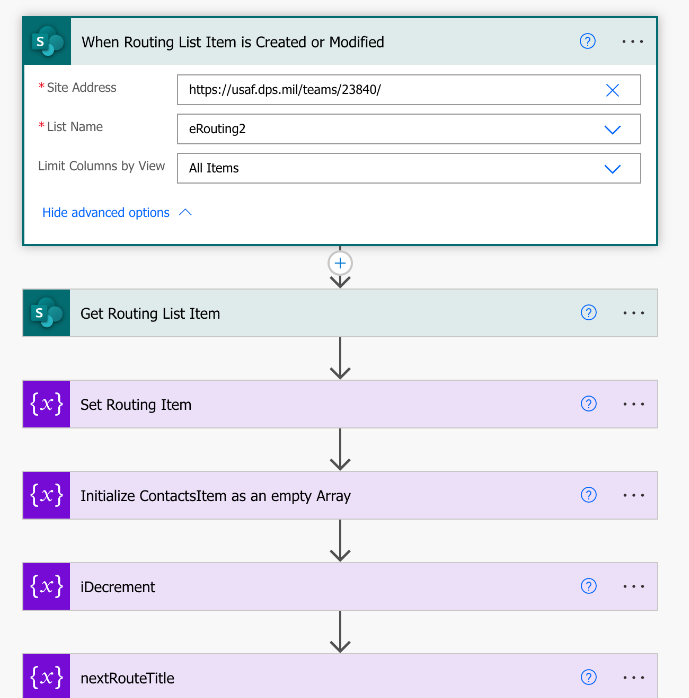 S When Routing List Item is Created or Modified ? ...
* Site Address https://usaf.dps.mil/teams/23840/
* List Name eRouting2
Limit Columns by View All Items
Hide advanced options
+
S Get Routing List Item ? ...
{x} Set Routing Item ? ...
{x} Initialize ContactsItem as an empty Array ? ...
{x} iDecrement ? ...
{x} nextRouteTitle ? ...